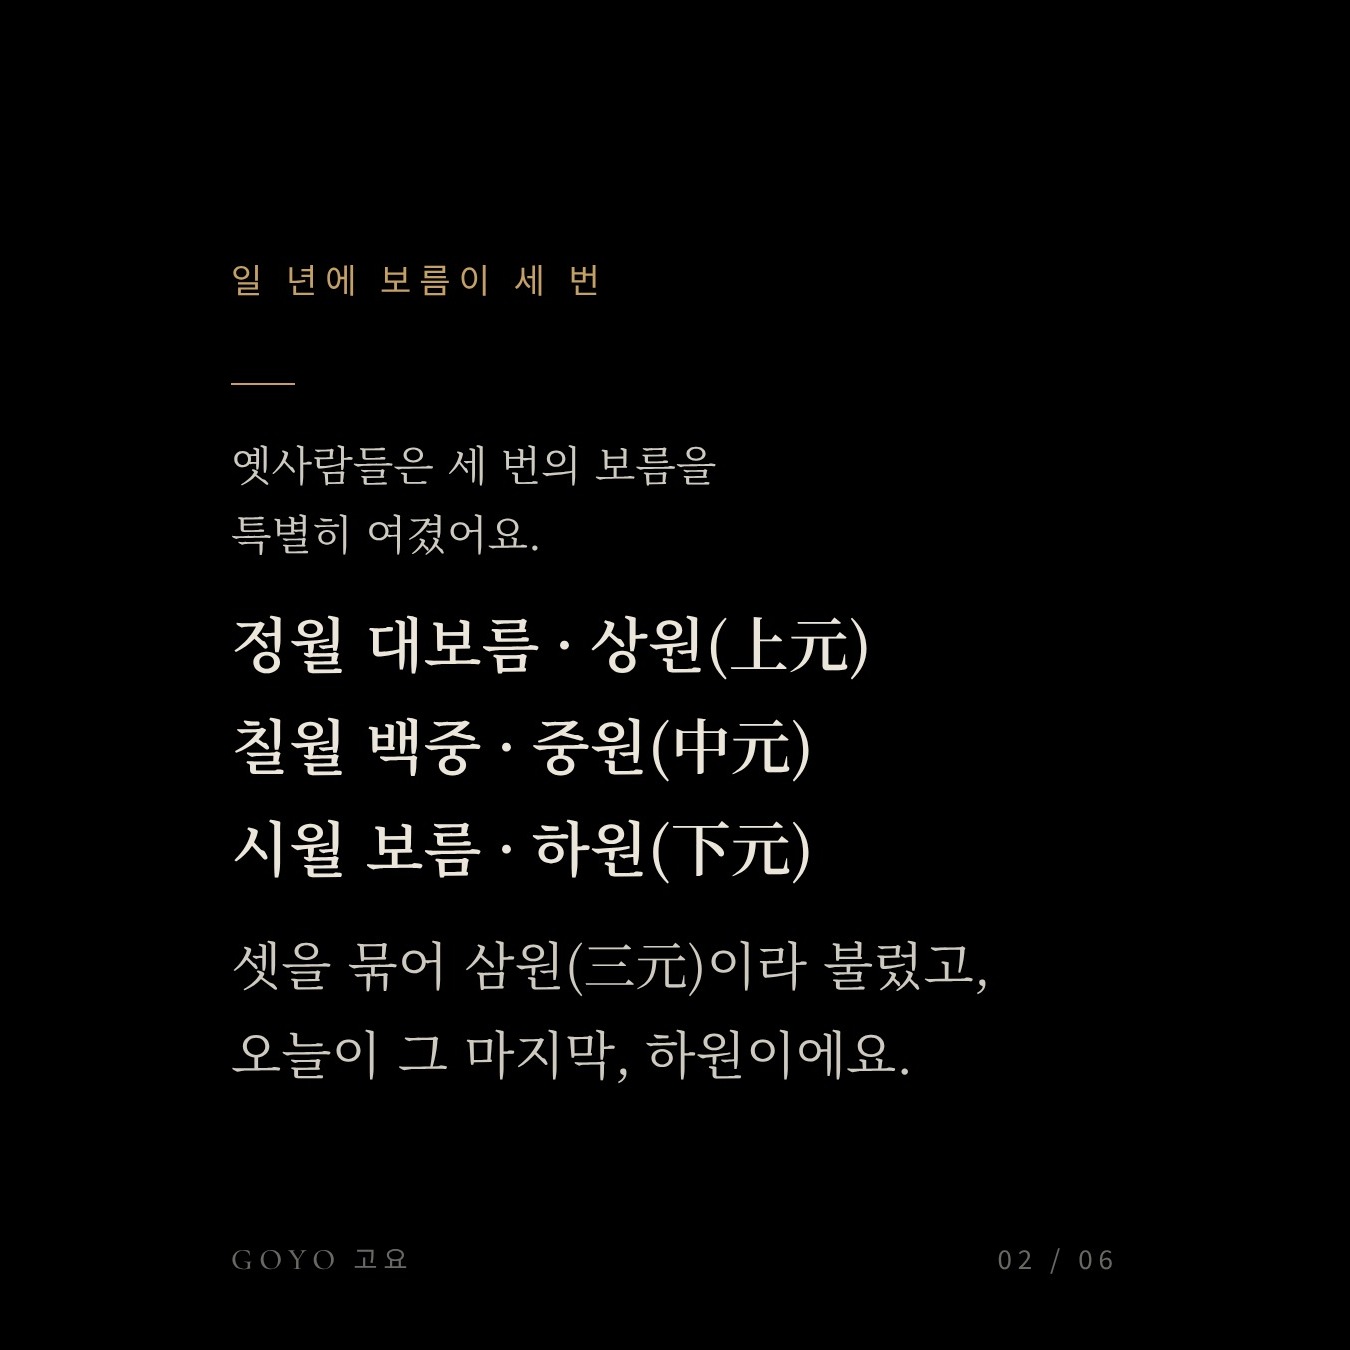 일 년에 보름이 세 번
옛사람들은 세 번의 보름을
특별히 여겼어요.
정월 대보름 · 상원(上元)
칠월 백중 · 중원(中元)
시월 보름 · 하원(下元)
셋을 묶어 삼원(三元)이라 불렀고,
오늘이 그 마지막, 하원이에요.
GOYO 고요
02 / 06